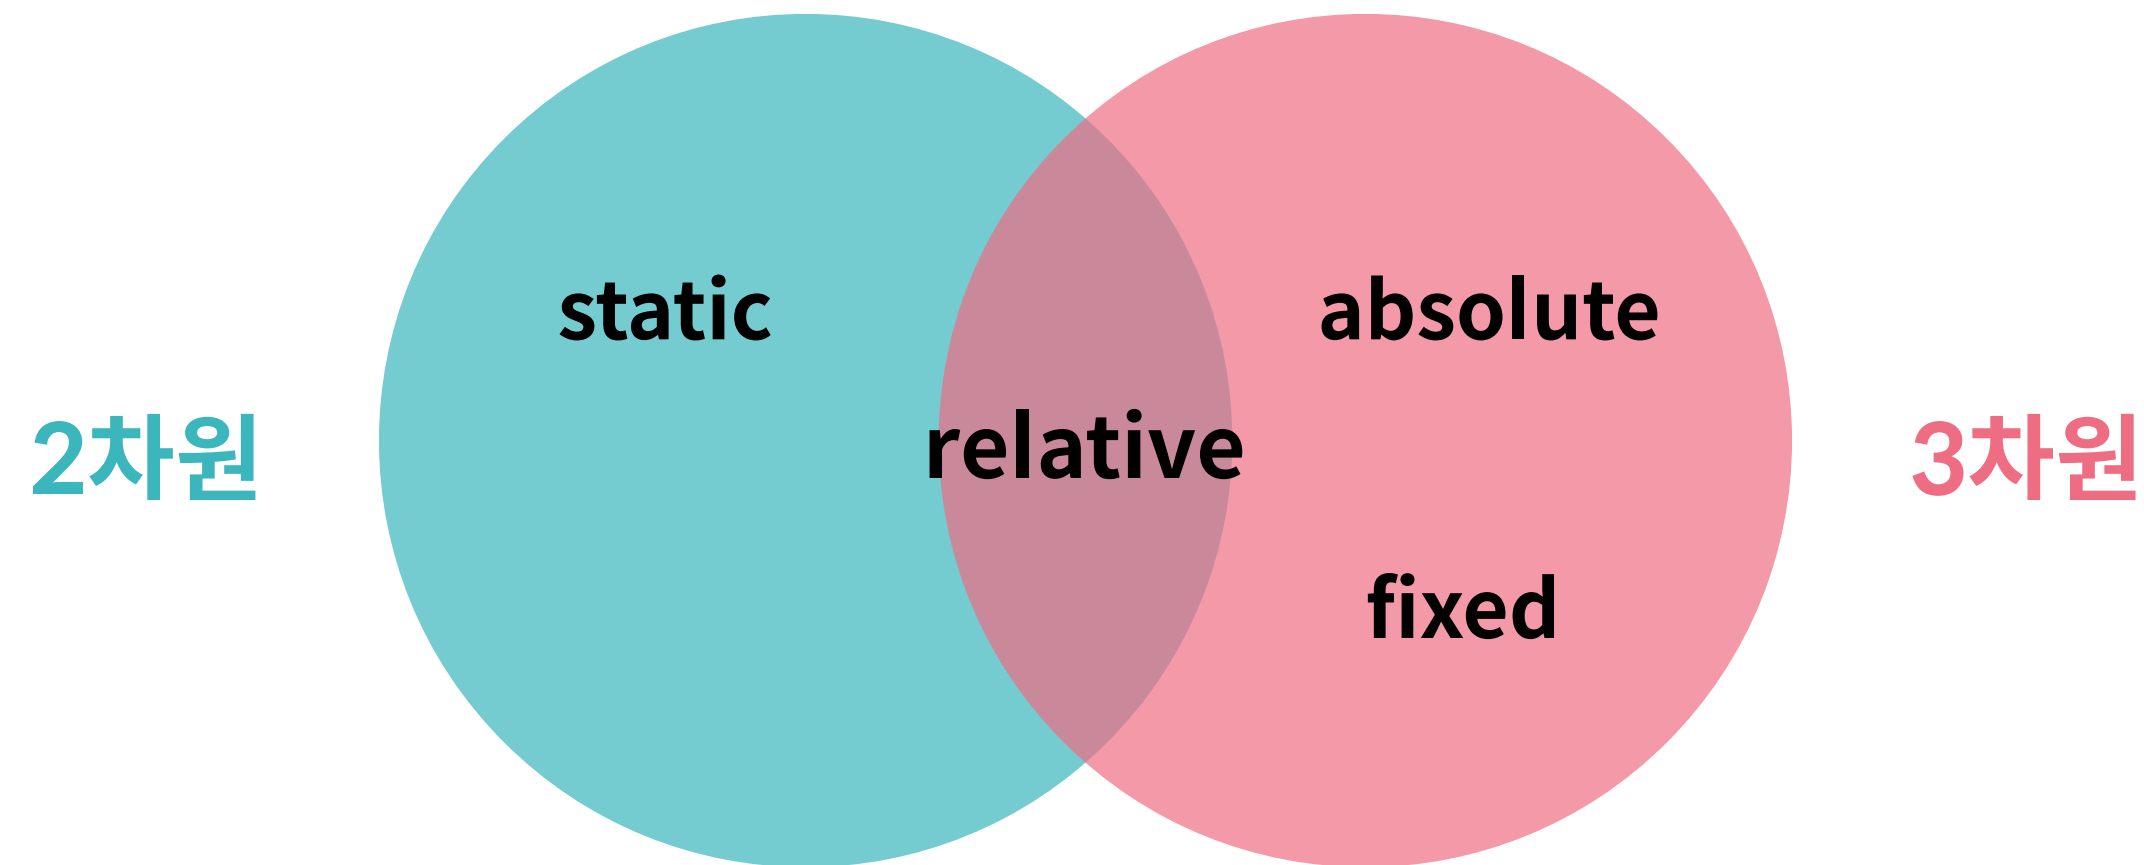 static
absolute
2차원
relative
3차원
fixed